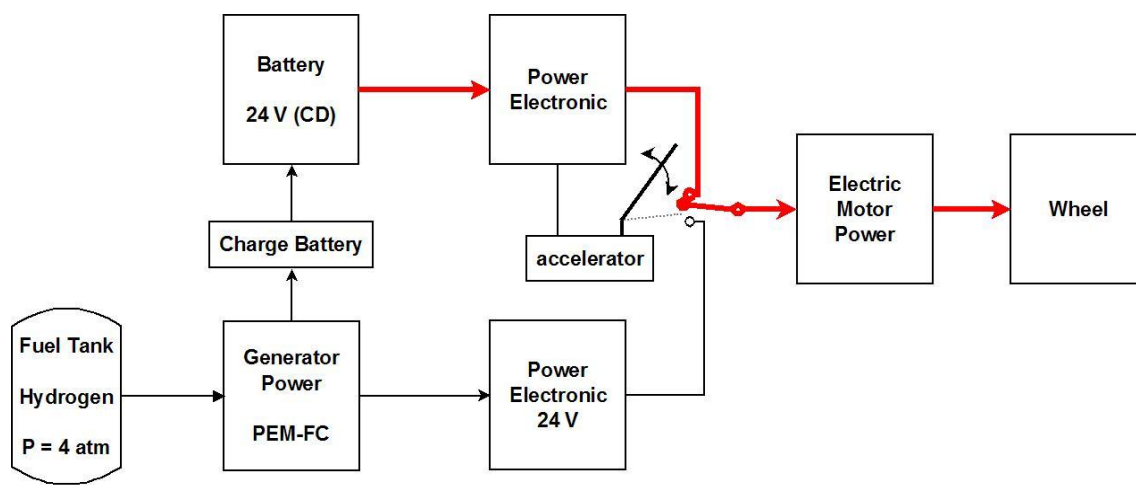 Battery
24 V (CD)
Power
Electronic
Electric
Motor
Power
Wheel
Charge Battery
accelerator
Fuel Tank
Hydrogen
P = 4 atm
Generator
Power
PEM-FC
Power
Electronic
24 V